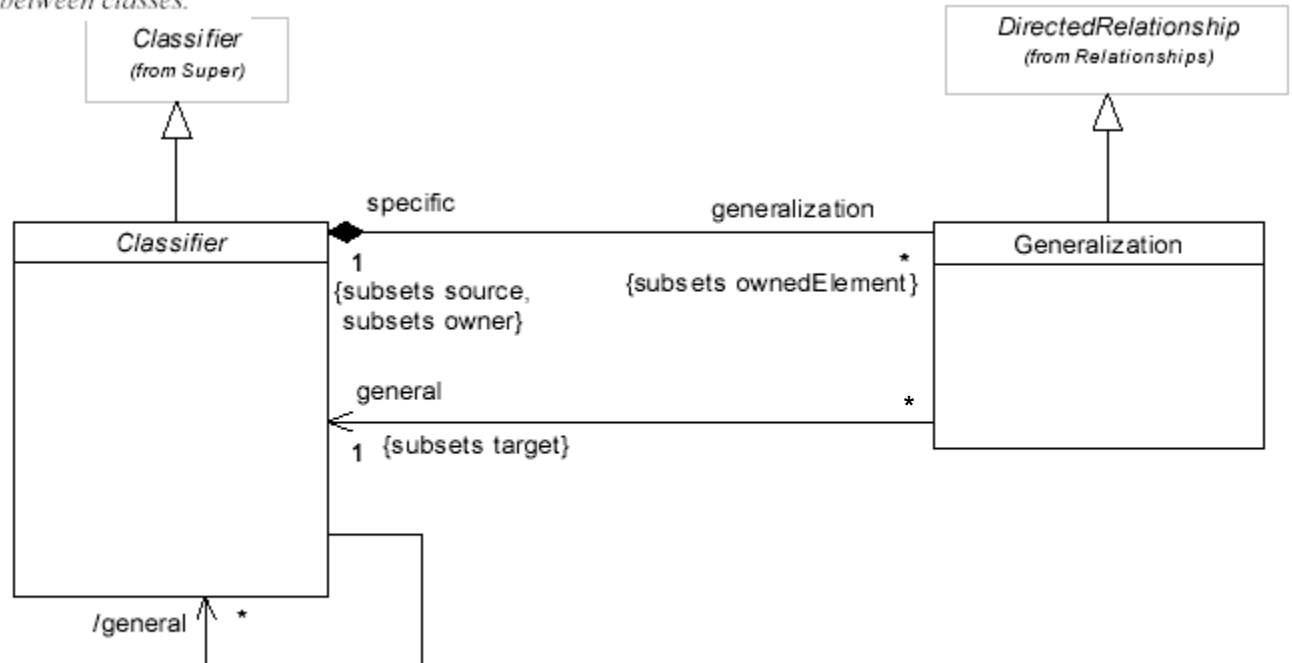 between classes.
Classifier
(from Super)
DirectedRelationship
(from Relationships)
specific
generalization
Classifier
Generalization
1
*
{subsets source,
subsets owner}
{subsets ownedElement}
general
*
1
{subsets target}
/general
*